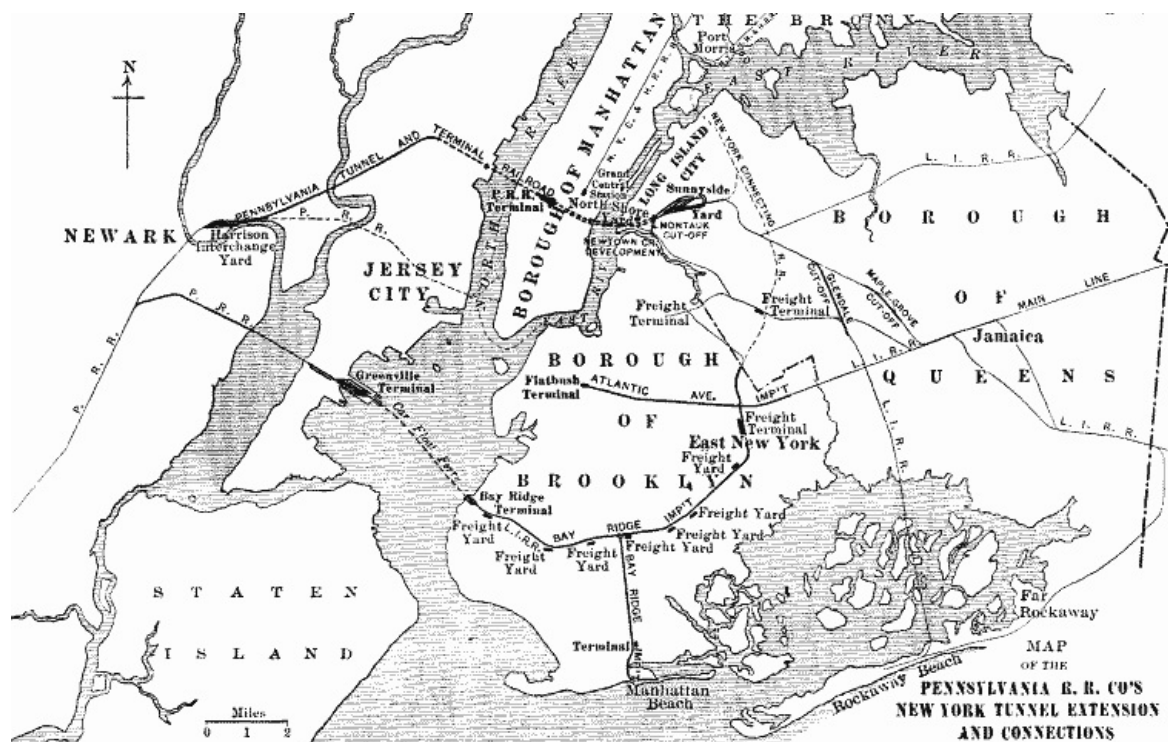 THE BRONX
Port
Morris
EAST RIVER
N
NORTH RIVER
BOROUGH OF MANHATTAN
N. Y. C. & H. R. R. R.
PENNSYLVANIA TUNNEL AND TERMINAL RAILROAD
P. R. R.
NEWARK
Harrison
Interchange
Yard
JERSEY
CITY
P.R.R.
Terminal
Grand
Central
Station
North Shore
Yard
LONG ISLAND
CITY
Sunnyside
Yard
MONTAUK
CUT-OFF
NEWTOWN CR.
DEVELOPMENT
NEW YORK CONNECTING R.R.
L. I. R. R.
BOROUGH
OF
QUEENS
GLENDALE
CUT-OFF
MAPLE GROVE
CUT-OFF
MAIN LINE
Jamaica
L. I. R. R.
L. I. R. R.
L. I. R. R.
Freight
Terminal
Freight
Terminal
EAST
P. R. R.
P. R. R.
Greenville
Terminal
Car Float Ferry
BOROUGH
OF
BROOKLYN
Flatbush
Terminal
ATLANTIC AVE. IMP'T
Freight
Terminal
East New York
Freight
Yard
Bay Ridge
Terminal
Freight
Yard
L. I. R. R.
BAY RIDGE IMP'T
Freight
Yard
Freight
Yard
Freight Yard
Freight Yard
Freight Yard
BAY RIDGE
Terminal
Manhattan
Beach
STATEN
ISLAND
Far
Rockaway
Rockaway Beach
Miles
0 1 2
MAP
OF THE
PENNSYLVANIA R. R. CO'S
NEW YORK TUNNEL EXTENSION
AND CONNECTIONS